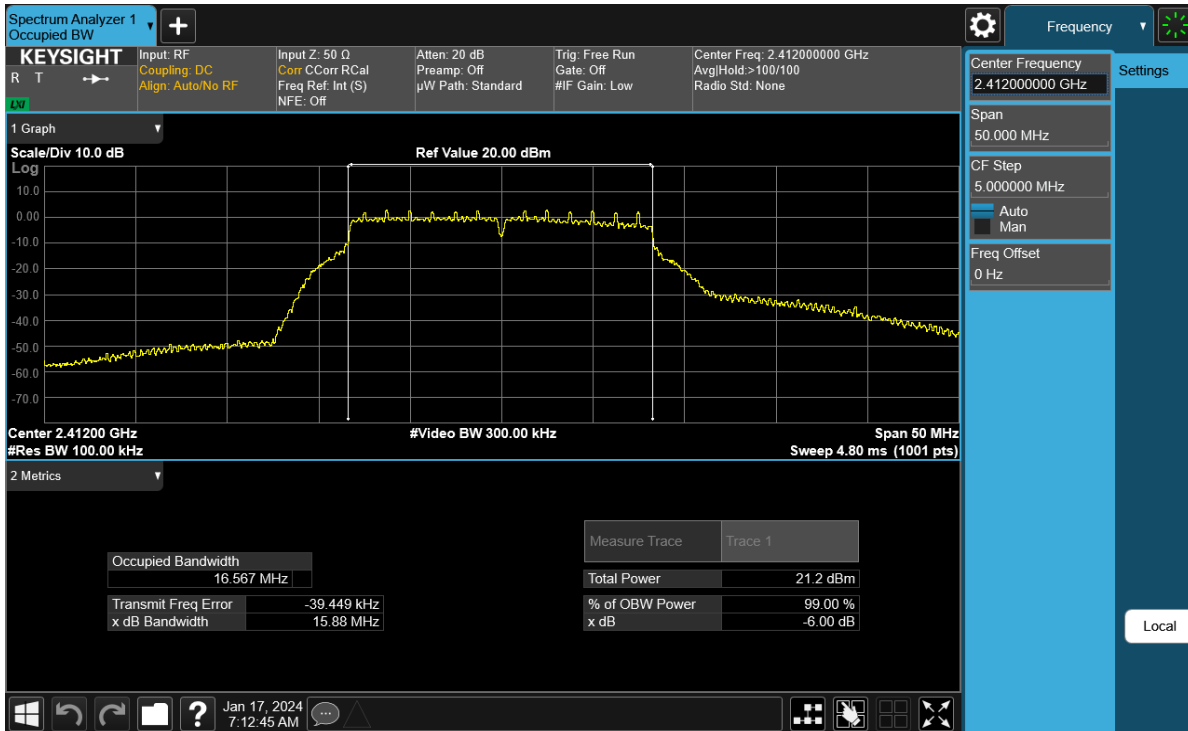 Spectrum Analyzer 1
Occupied BW
Frequency
KEYSIGHT
R T
LXI
Input: RF
Coupling: DC
Align: Auto/No RF
Input Z: 50 Ω
Corr CCorr RCal
Freq Ref: Int (S)
NFE: Off
Atten: 20 dB
Preamp: Off
µW Path: Standard
Trig: Free Run
Gate: Off
#IF Gain: Low
Center Freq: 2.412000000 GHz
Avg|Hold:>100/100
Radio Std: None
Center Frequency
2.412000000 GHz
Settings
Span
50.000 MHz
CF Step
5.000000 MHz
Auto
Man
Freq Offset
0 Hz
Local
1 Graph
Scale/Div 10.0 dB
Ref Value 20.00 dBm
Log
10.0
0.00
-10.0
-20.0
-30.0
-40.0
-50.0
-60.0
-70.0
Center 2.41200 GHz
#Video BW 300.00 kHz
Span 50 MHz
#Res BW 100.00 kHz
Sweep 4.80 ms (1001 pts)
2 Metrics
Measure Trace
Trace 1
Occupied Bandwidth
16.567 MHz
Total Power
21.2 dBm
Transmit Freq Error
-39.449 kHz
% of OBW Power
99.00 %
x dB Bandwidth
15.88 MHz
x dB
-6.00 dB
?
Jan 17, 2024
7:12:45 AM